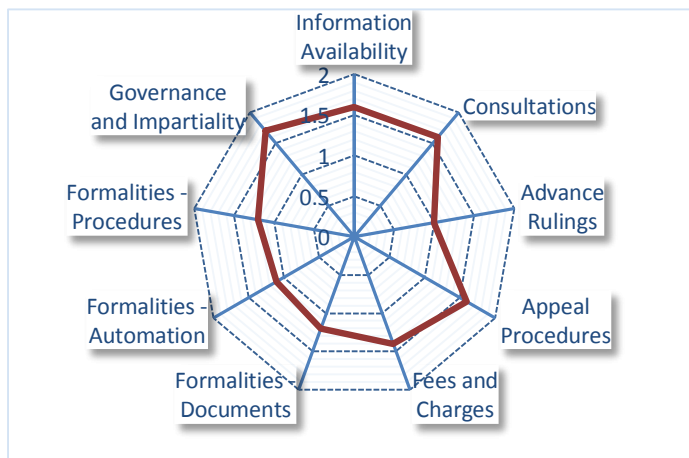 Information
Availability
Consultations
Advance
Rulings
Appeal
Procedures
Fees and
Charges
Formalities -
Documents
Formalities -
Automation
Formalities -
Procedures
Governance
and Impartiality
2
1.5
1
0.5
0